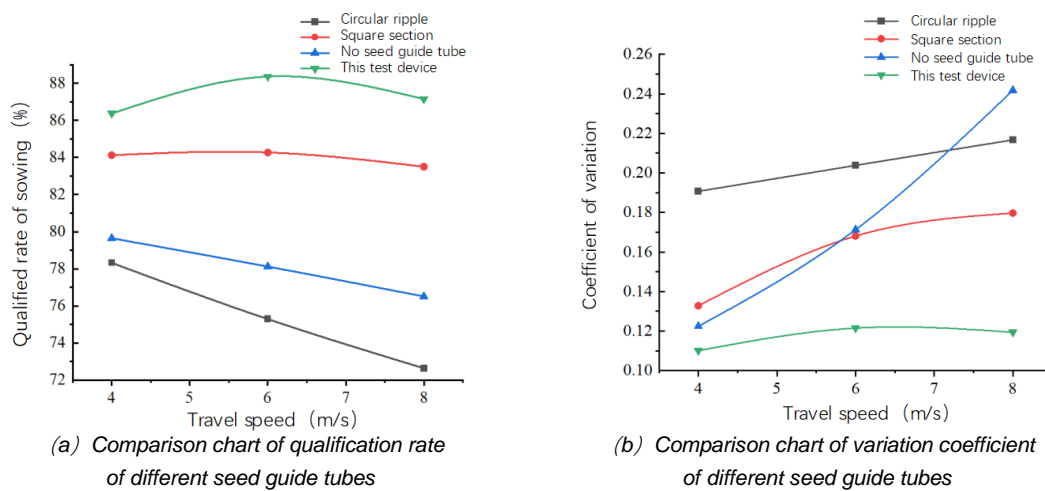 Circular ripple
Square section
No seed guide tube
This test device
Qualified rate of sowing (%)
88
86
84
82
80
78
76
74
72
4
5
6
7
8
Travel speed (m/s)
(a) Comparison chart of qualification rate
of different seed guide tubes
Circular ripple
Square section
No seed guide tube
This test device
Coefficient of variation
0.26
0.24
0.22
0.20
0.18
0.16
0.14
0.12
0.10
4
5
6
7
8
Travel speed (m/s)
(b) Comparison chart of variation coefficient
of different seed guide tubes